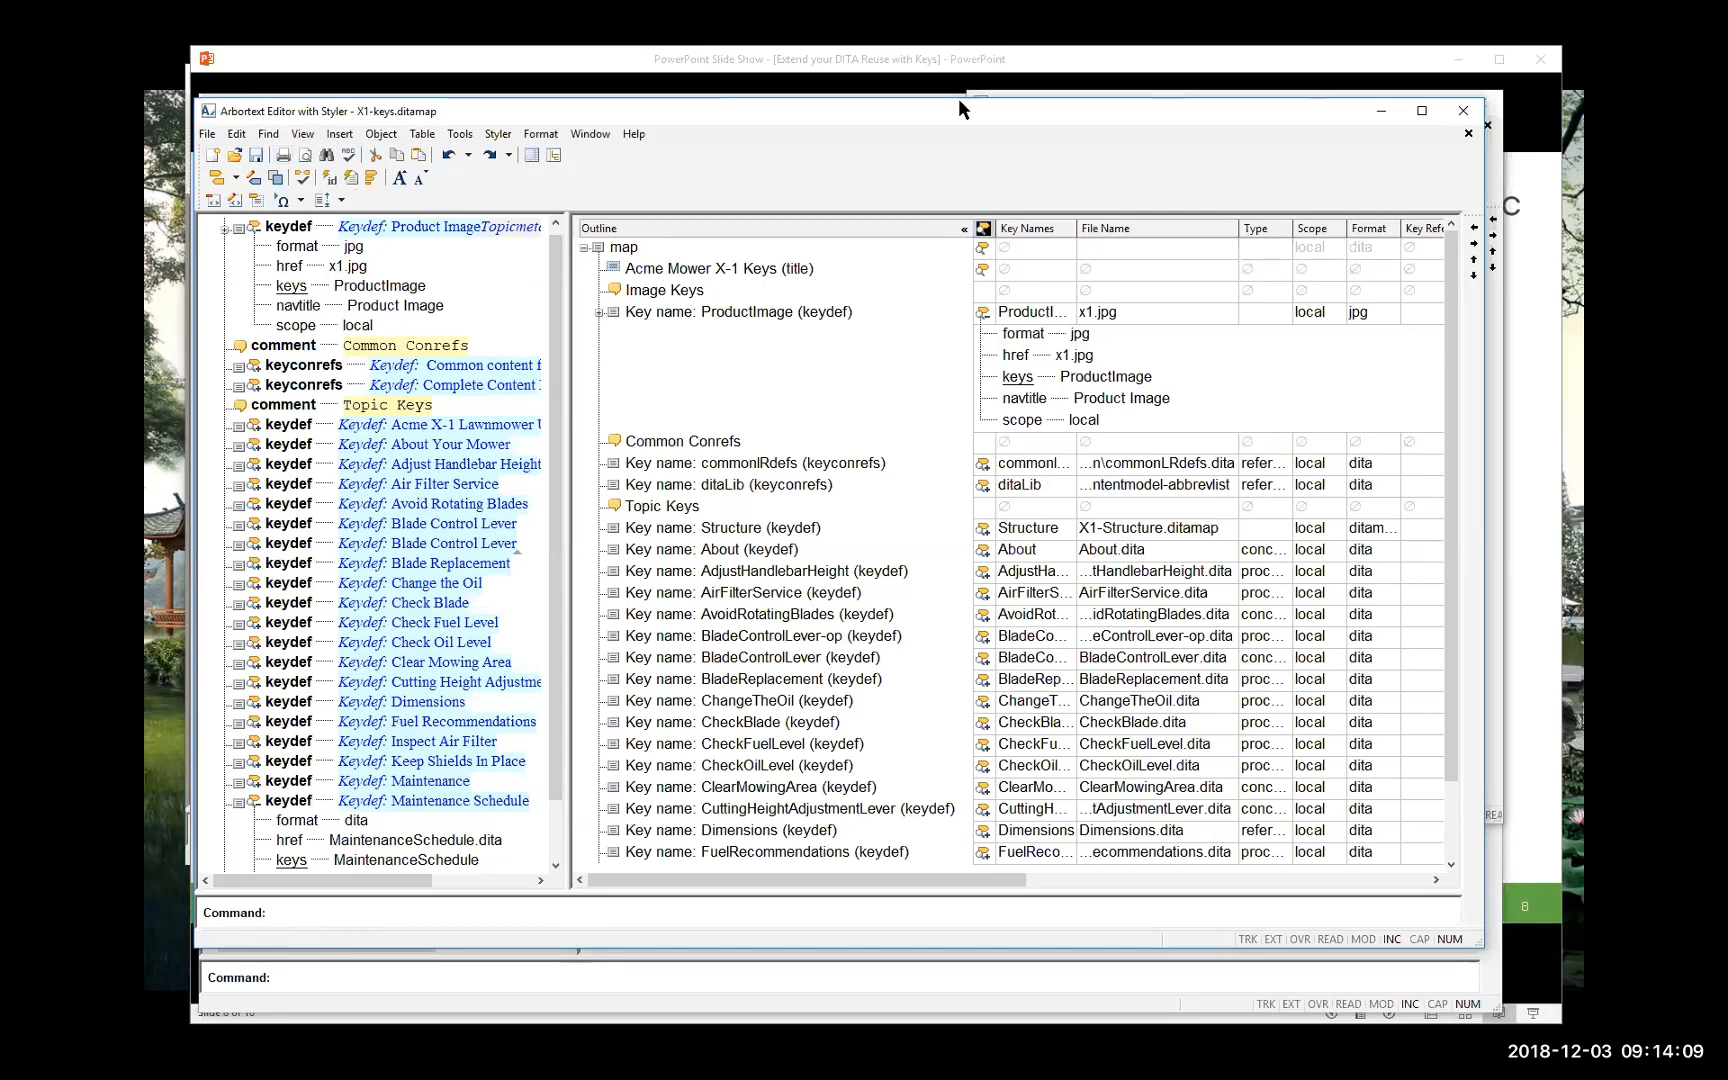 PowerPoint Slide Show - [Extend your DITA Reuse with Keys] - PowerPoint
Arbortext Editor with Styler - X1-keys.ditamap
File Edit Find View Insert Object Table Tools Styler Format Window Help
keydef Keydef: Product ImageTopicmet
format jpg
href x1.jpg
keys ProductImage
navtitle Product Image
scope local
comment Common Conrefs
keyconrefs Keydef: Common content f
keyconrefs Keydef: Complete Content
comment Topic Keys
keydef Keydef: Acme X-1 Lawnmower
keydef Keydef: About Your Mower
keydef Keydef: Adjust Handlebar Height
keydef Keydef: Air Filter Service
keydef Keydef: Avoid Rotating Blades
keydef Keydef: Blade Control Lever
keydef Keydef: Blade Control Lever
keydef Keydef: Blade Replacement
keydef Keydef: Change the Oil
keydef Keydef: Check Blade
keydef Keydef: Check Fuel Level
keydef Keydef: Check Oil Level
keydef Keydef: Clear Mowing Area
keydef Keydef: Cutting Height Adjustme
keydef Keydef: Dimensions
keydef Keydef: Fuel Recommendations
keydef Keydef: Inspect Air Filter
keydef Keydef: Keep Shields In Place
keydef Keydef: Maintenance
keydef Keydef: Maintenance Schedule
format dita
href MaintenanceSchedule.dita
keys MaintenanceSchedule
Outline « Key Names File Name Type Scope Format Key Refe
map local dita
Acme Mower X-1 Keys (title)
Image Keys
Key name: ProductImage (keydef) ProductI... x1.jpg local jpg
format jpg
href x1.jpg
keys ProductImage
navtitle Product Image
scope local
Common Conrefs
Key name: commonlRdefs (keyconrefs) commonl... ...n\commonLRdefs.dita refer... local dita
Key name: ditaLib (keyconrefs) ditaLib ...ntentmodel-abbrevlist refer... local dita
Topic Keys
Key name: Structure (keydef) Structure X1-Structure.ditamap local ditam...
Key name: About (keydef) About About.dita conc... local dita
Key name: AdjustHandlebarHeight (keydef) AdjustHa... ...tHandlebarHeight.dita proc... local dita
Key name: AirFilterService (keydef) AirFilterS... AirFilterService.dita proc... local dita
Key name: AvoidRotatingBlades (keydef) AvoidRot... ...idRotatingBlades.dita conc... local dita
Key name: BladeControlLever-op (keydef) BladeCo... ...eControlLever-op.dita proc... local dita
Key name: BladeControlLever (keydef) BladeCo... BladeControlLever.dita conc... local dita
Key name: BladeReplacement (keydef) BladeRep... BladeReplacement.dita proc... local dita
Key name: ChangeTheOil (keydef) ChangeT... ChangeTheOil.dita proc... local dita
Key name: CheckBlade (keydef) CheckBla... CheckBlade.dita proc... local dita
Key name: CheckFuelLevel (keydef) CheckFu... CheckFuelLevel.dita proc... local dita
Key name: CheckOilLevel (keydef) CheckOil... CheckOilLevel.dita proc... local dita
Key name: ClearMowingArea (keydef) ClearMo... ClearMowingArea.dita conc... local dita
Key name: CuttingHeightAdjustmentLever (keydef) CuttingH... ...tAdjustmentLever.dita conc... local dita
Key name: Dimensions (keydef) Dimensions Dimensions.dita refer... local dita
Key name: FuelRecommendations (keydef) FuelReco... ...ecommendations.dita proc... local dita
C
REA
8
Command:
TRK EXT OVR READ MOD INC CAP NUM
Command:
TRK EXT OVR READ MOD INC CAP NUM
2018-12-03 09:14:09